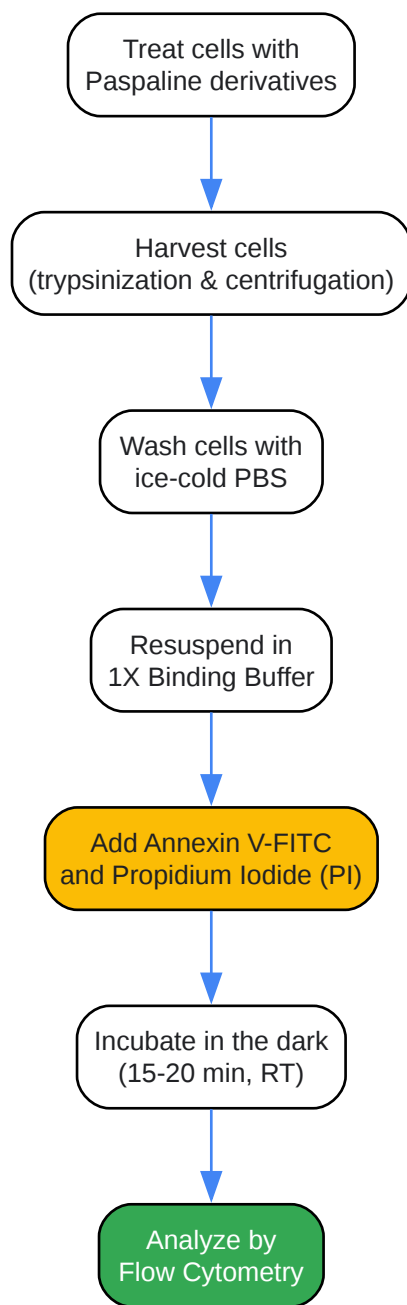 Treat cells with
Paspaline derivatives
Harvest cells
(trypsinization & centrifugation)
Wash cells with
ice-cold PBS
Resuspend in
1X Binding Buffer
Add Annexin V-FITC
and Propidium Iodide (PI)
Incubate in the dark
(15-20 min, RT)
Analyze by
Flow Cytometry